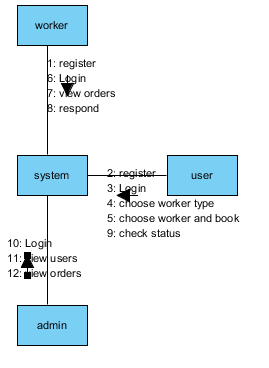 worker
1: register
6: Login
7: view orders
8: respond
system
user
2: register
3: Login
4: choose worker type
5: choose worker and book
9: check status
10: Login
11: view users
12: view orders
admin